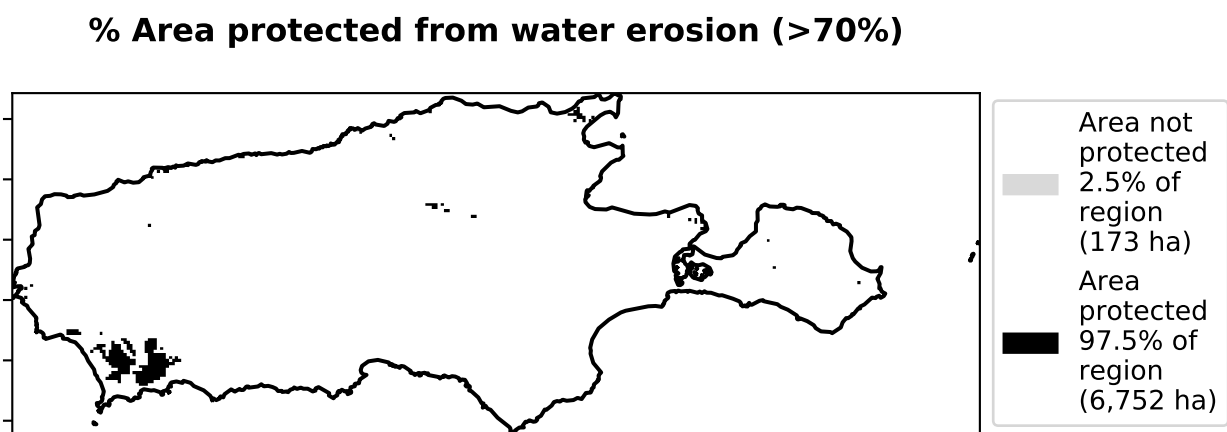 % Area protected from water erosion (>70%)
Area not
protected
2.5% of
region
(173 ha)
Area
protected
97.5% of
region
(6,752 ha)